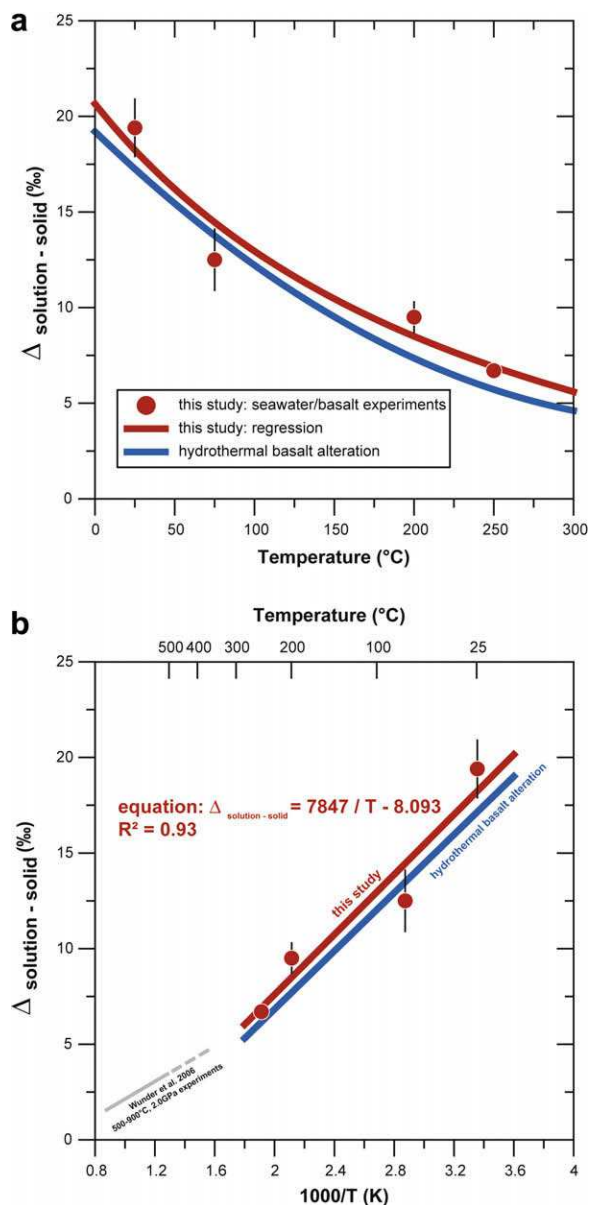 a
25
20
15
10
5
0
Δ solution - solid (‰)
this study: seawater/basalt experiments
this study: regression
hydrothermal basalt alteration
0 50 100 150 200 250 300
Temperature (°C)
b
Temperature (°C)
500 400 300 200 100 25
25
20
15
10
5
0
Δ solution - solid (‰)
equation: Δ solution - solid = 7847 / T - 8.093
R² = 0.93
this study
hydrothermal basalt alteration
Wunder et al. 2006
500-900°C, 2.0GPa experiments
0.8 1.2 1.6 2 2.4 2.8 3.2 3.6 4
1000/T (K)